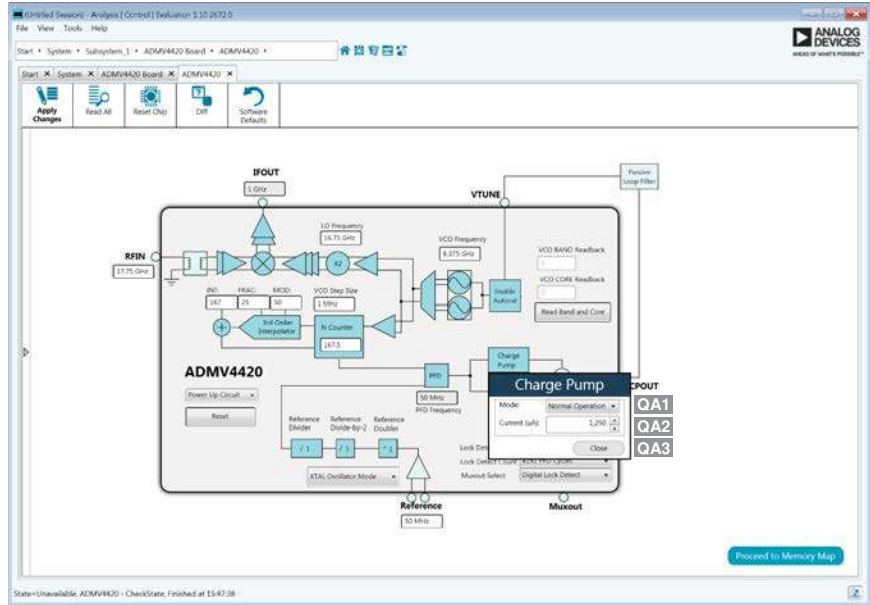 (Untitled Session) - Analysis | Control | Evaluation 1.10.2672.0
File View Tools Help
Start • System • Subsystem_1 • ADMV4420 Board • ADMV4420 •
ANALOG
DEVICES
AHEAD OF WHAT'S POSSIBLE™
Start × System × ADMV4420 Board × ADMV4420 ×
Apply Changes
Read All
Reset Chip
Diff
Software Defaults
IFOUT
1 GHz
VTUNE
Passive Loop Filter
RFIN
17.75 GHz
LO Frequency
16.75 GHz
X2
VCO Frequency
8.375 GHz
VCO BAND Readback
VCO CORE Readback
Enable Autocal
Read Band and Core
INT: FRAC: MOD: VCO Step Size
167 25 50 1 MHz
3rd Order Interpolator
N Counter
167.5
ADMV4420
Power Up Circuit
Reset
PFD
50 MHz
PFD Frequency
Charge Pump
CPOUT
Charge Pump
Mode: Normal Operation QA1
Current (uA): 1,250 QA2
Close QA3
Reference Divider
Reference Divide-by-2
Reference Doubler
/ 1 / 1 * 1
XTAL Oscillator Mode
Lock Det
Lock Detect Count
Muxout Select Digital Lock Detect
Reference
50 MHz
Muxout
Proceed to Memory Map
State=Unavailable, ADMV4420 - CheckState, Finished at 15:47:38